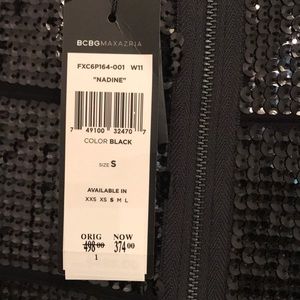 BCBGMAXAZRIA
FXC6P164-001 W11
"NADINE"
7 49100 32470 7
COLOR BLACK
SIZE S
AVAILABLE IN
XXS XS S M L
ORIG NOW
498.00 374.00
1